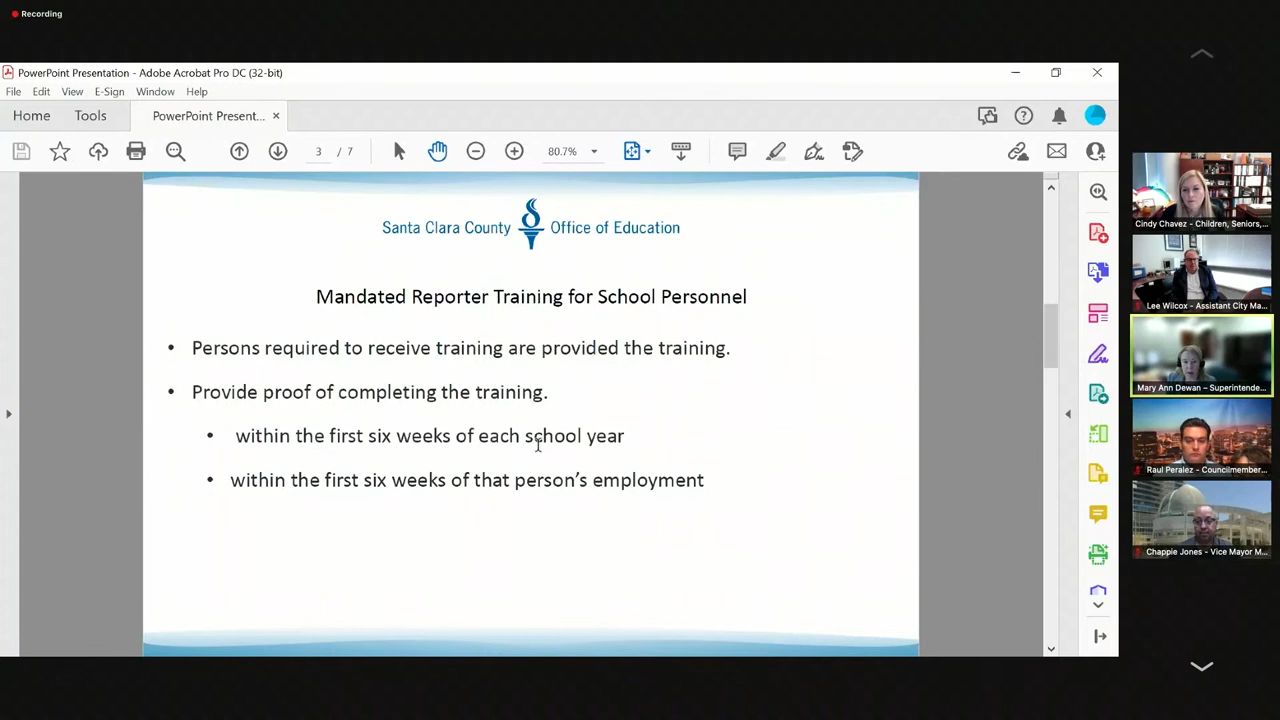 Recording
PowerPoint Presentation - Adobe Acrobat Pro DC (32-bit)
File Edit View E-Sign Window Help
Home Tools PowerPoint Present... ×
3 / 7 80.7%
Santa Clara County Office of Education
Mandated Reporter Training for School Personnel
• Persons required to receive training are provided the training.
• Provide proof of completing the training.
• within the first six weeks of each school year
• within the first six weeks of that person's employment
Cindy Chavez - Children, Seniors,...
Lee Wilcox - Assistant City Ma...
Mary Ann Dewan – Superintende...
Raul Peralez - Councilmember...
Chappie Jones - Vice Mayor M...